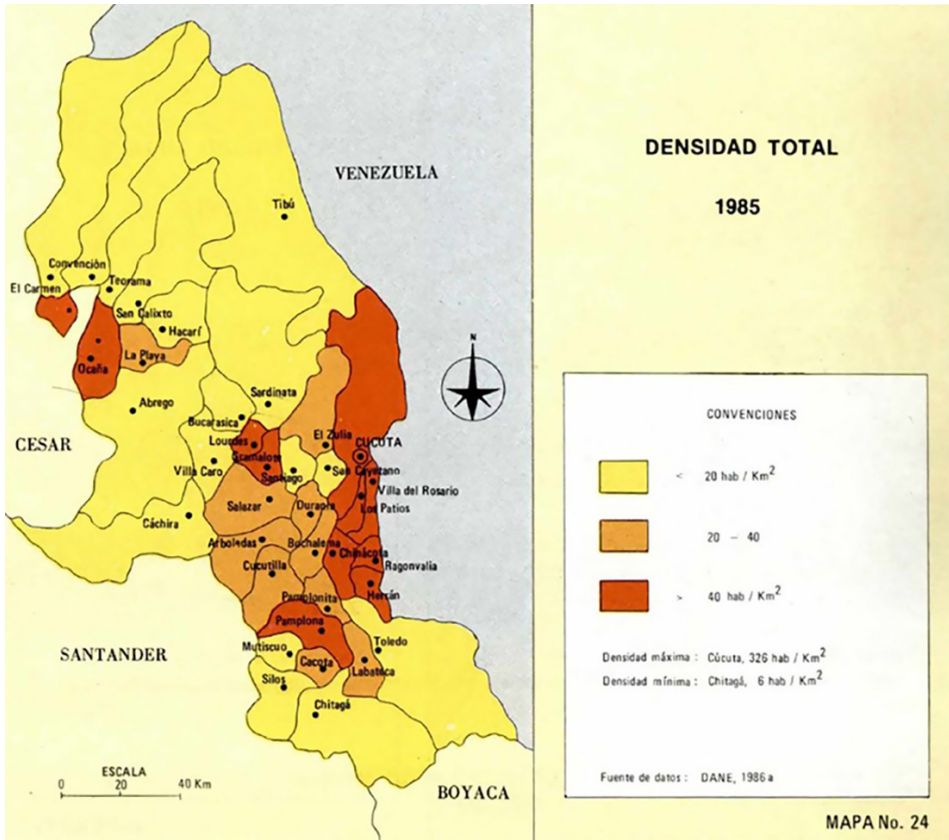 DENSIDAD TOTAL
1985
VENEZUELA
Tibú
Convención
El Carmen
Teorama
San Calixto
Hacarí
La Playa
Ocaña
Abrego
Sardinata
Bucarasica
CESAR
Lourdes
El Zulia
CUCUTA
Gramalote
Villa Caro
Santiago
San Cayetano
Villa del Rosario
Salazar
Durania
Los Patios
Cáchira
Arboledas
Bochalema
Chinácota
Cucutilla
Ragonvalia
Pamplonita
Herrán
Pamplona
Mutiscuo
Toledo
SANTANDER
Cacota
Labateca
Silos
Chitagá
ESCALA
0 20 40 Km
BOYACA
N
CONVENCIONES
< 20 hab / Km²
20 – 40
> 40 hab / Km²
Densidad máxima : Cúcuta, 326 hab / Km²
Densidad mínima : Chitagá, 6 hab / Km²
Fuente de datos : DANE, 1986 a
MAPA No. 24